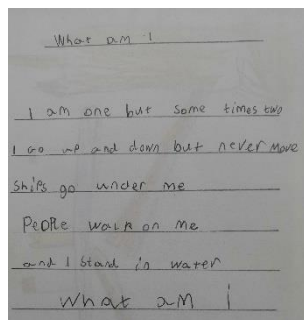 What am I
I am one but some times two
I go up and down but never move
Ships go under me
PeoPle walk on me
and I stand in water
What aM i